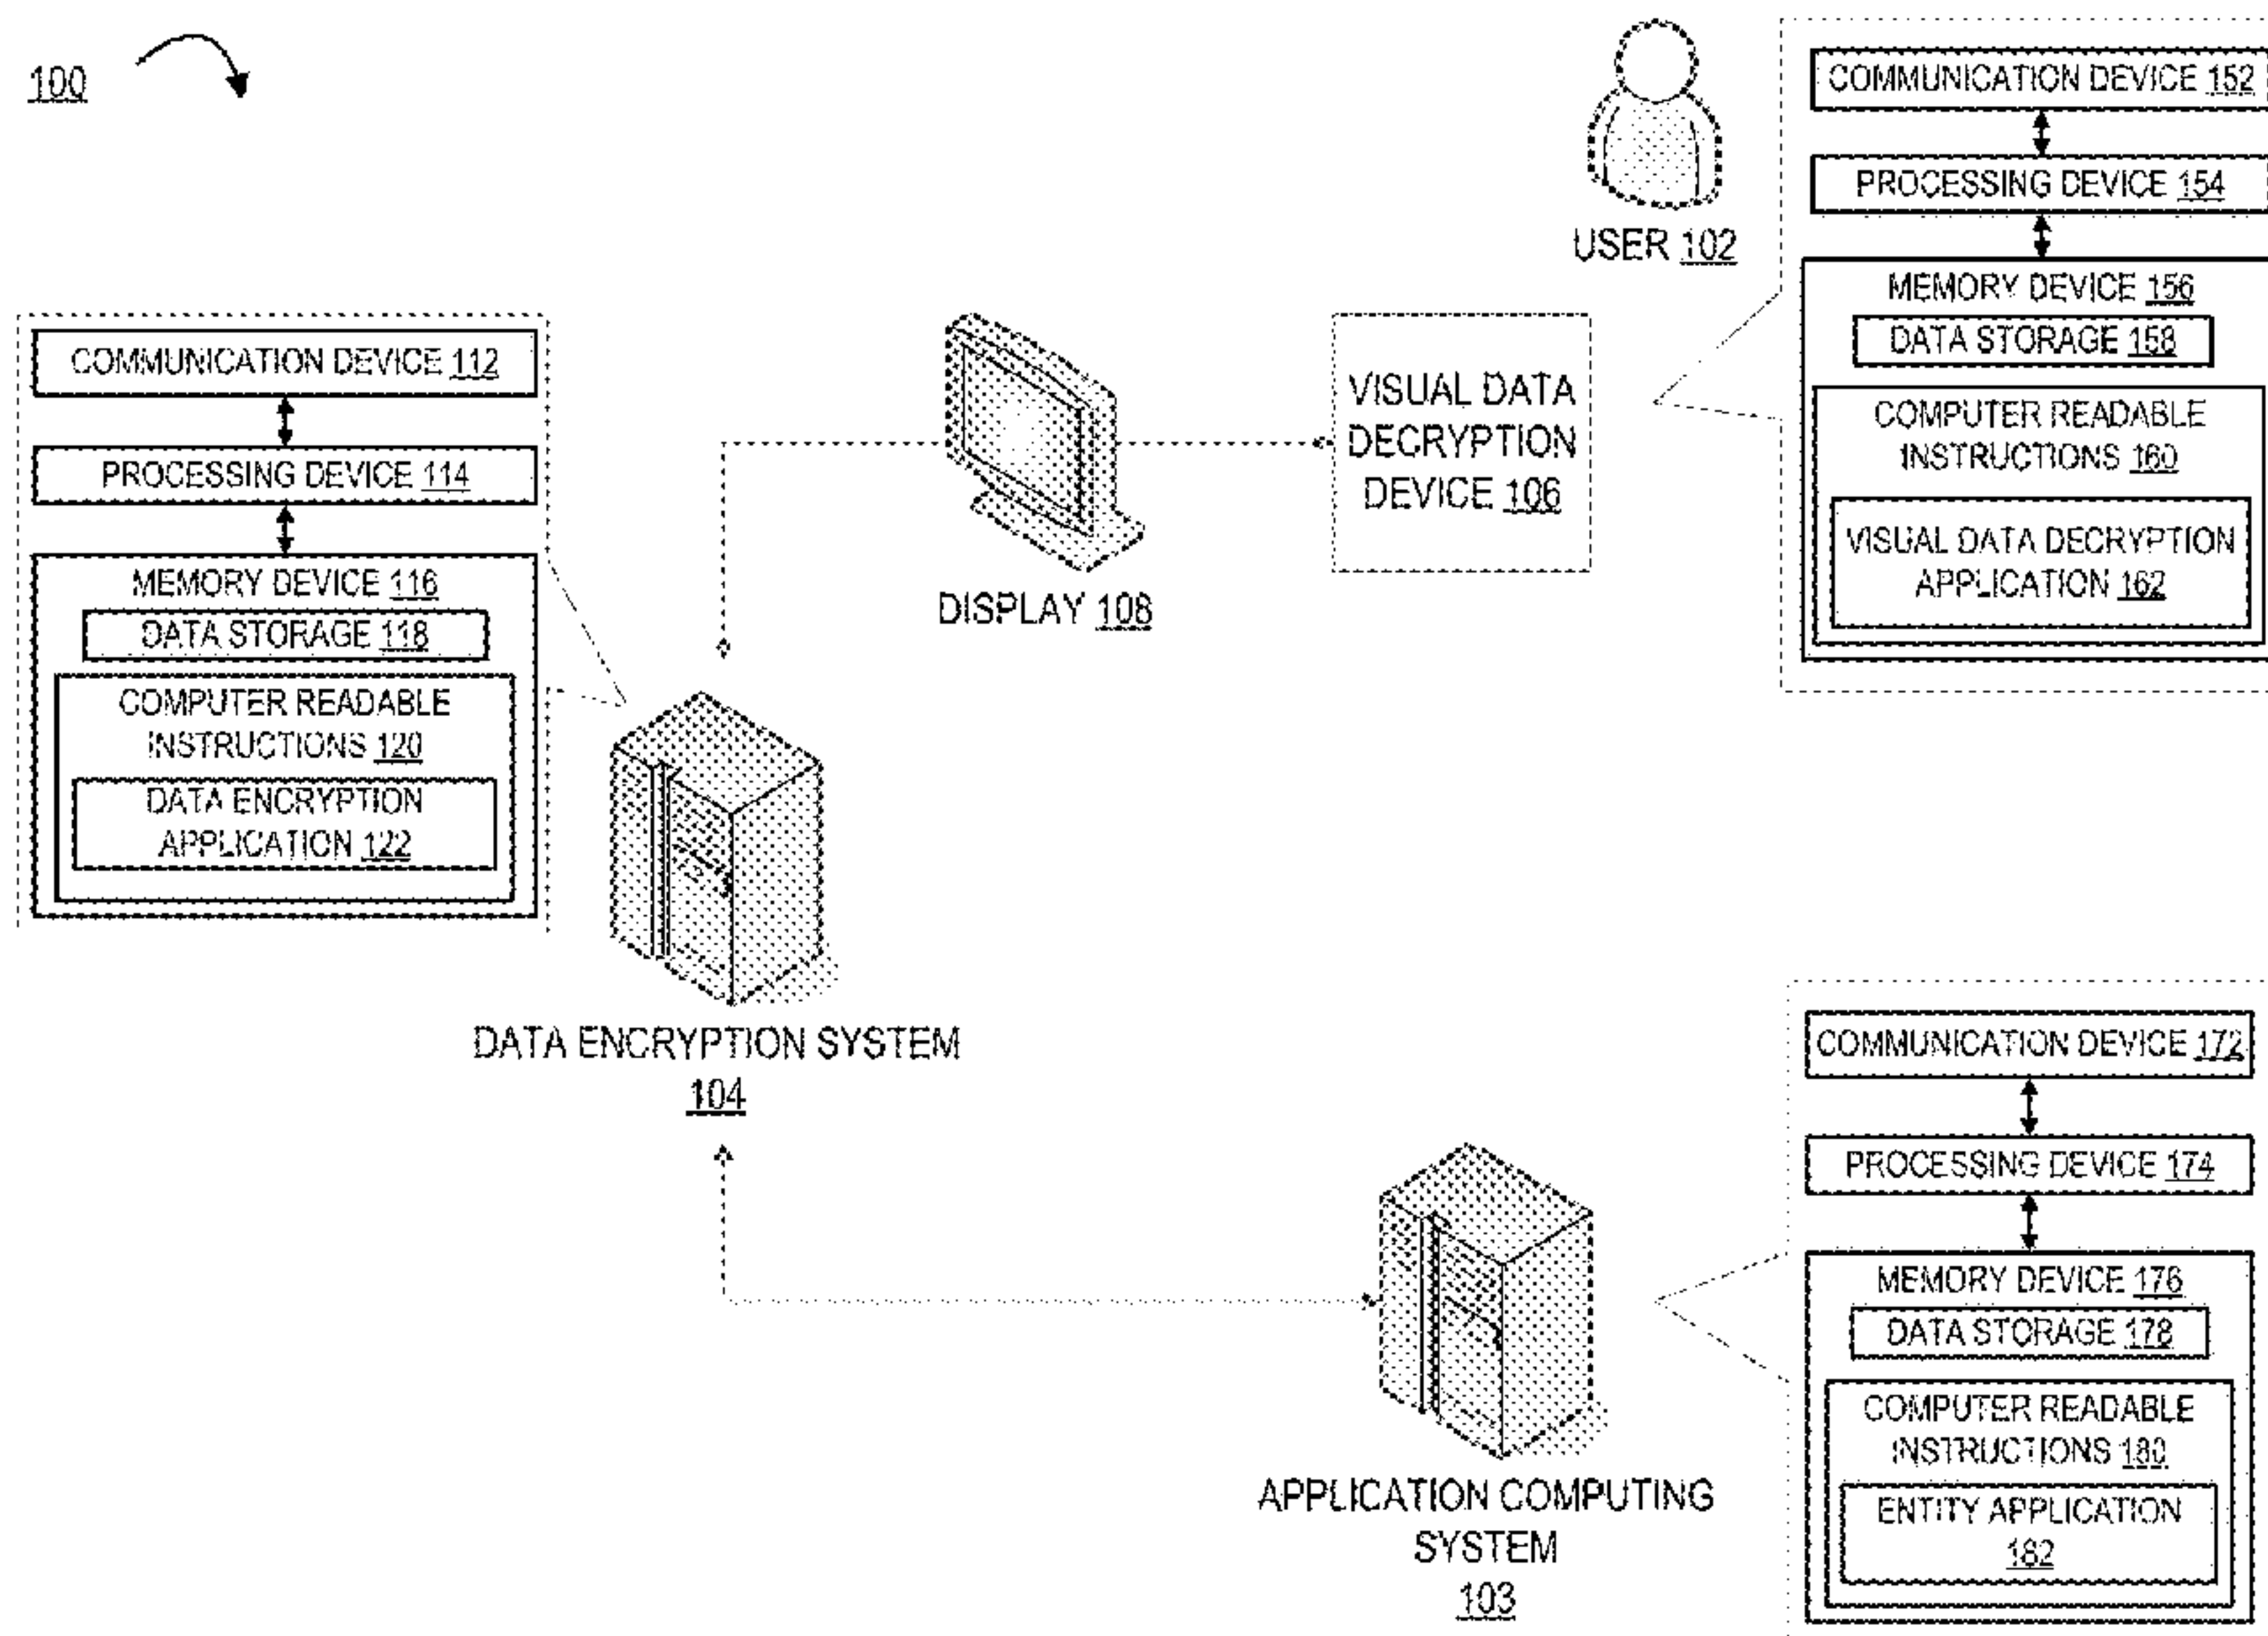 100
COMMUNICATION DEVICE 152
PROCESSING DEVICE 154
USER 102
MEMORY DEVICE 156
DATA STORAGE 158
COMPUTER READABLE
INSTRUCTIONS 160
VISUAL DATA DECRYPTION
APPLICATION 162
COMMUNICATION DEVICE 112
PROCESSING DEVICE 114
MEMORY DEVICE 116
DATA STORAGE 118
COMPUTER READABLE
INSTRUCTIONS 120
DATA ENCRYPTION
APPLICATION 122
DISPLAY 108
VISUAL DATA
DECRYPTION
DEVICE 106
DATA ENCRYPTION SYSTEM
104
COMMUNICATION DEVICE 172
PROCESSING DEVICE 174
MEMORY DEVICE 176
DATA STORAGE 178
COMPUTER READABLE
INSTRUCTIONS 180
ENTITY APPLICATION
182
APPLICATION COMPUTING
SYSTEM
103